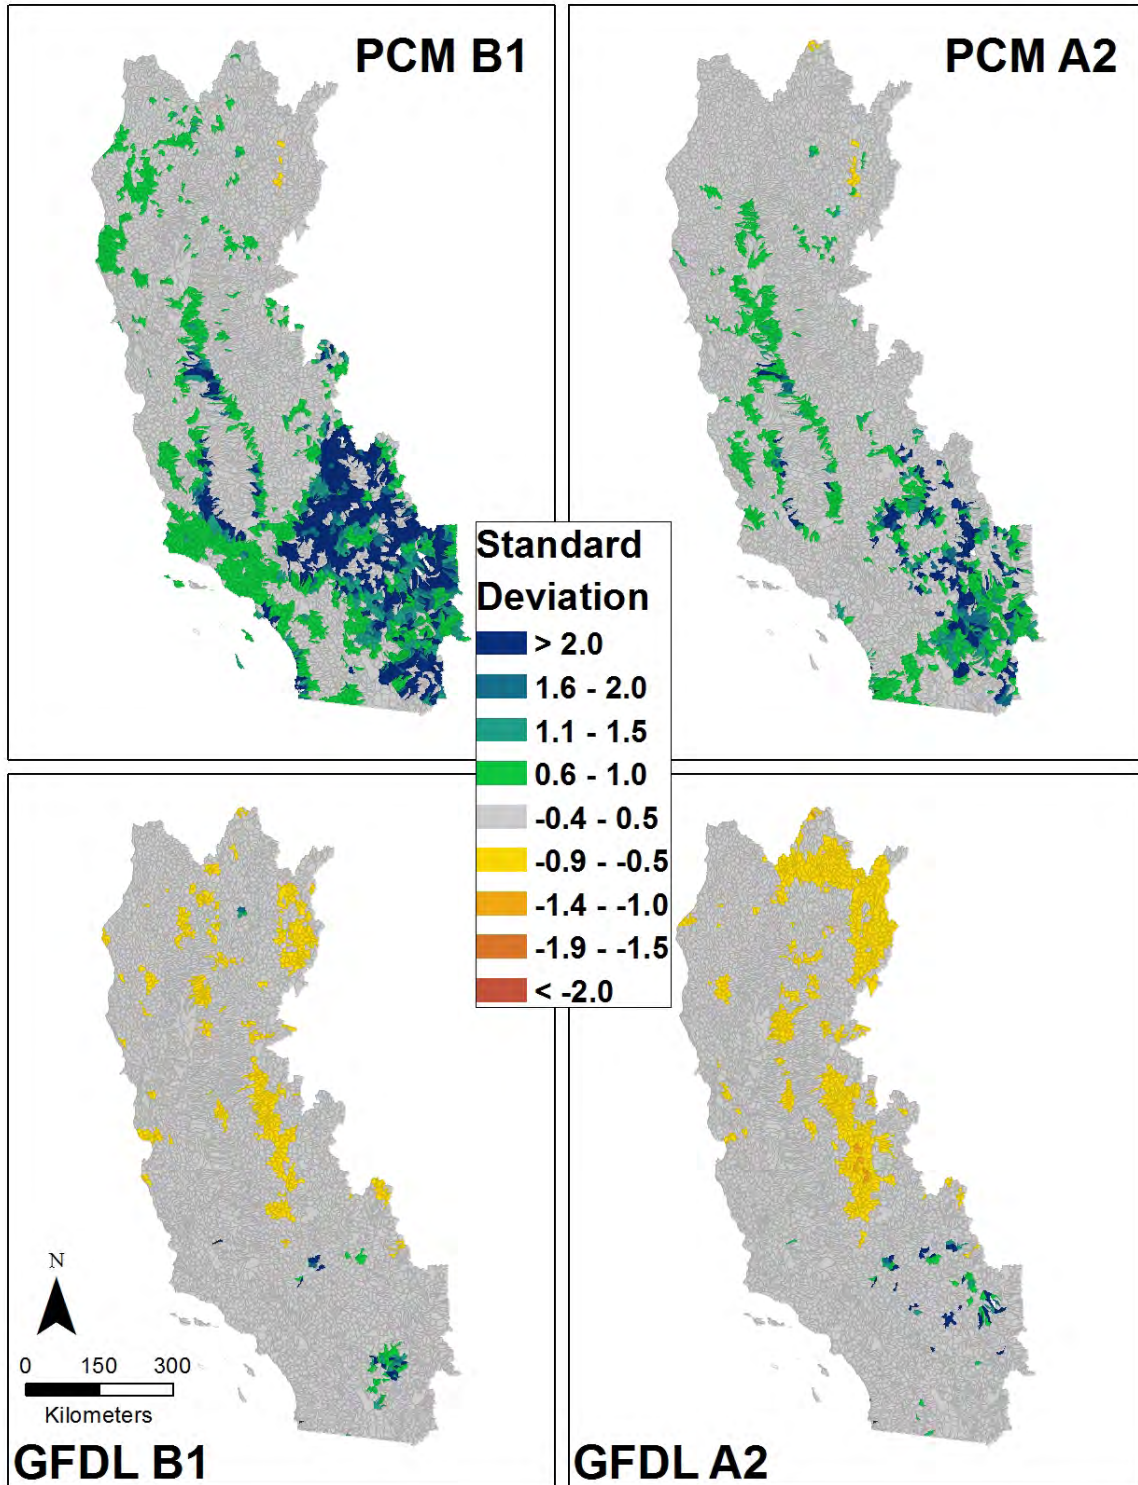 PCM B1
PCM A2
Standard
Deviation
> 2.0
1.6 - 2.0
1.1 - 1.5
0.6 - 1.0
-0.4 - 0.5
-0.9 - -0.5
-1.4 - -1.0
-1.9 - -1.5
< -2.0
N
0 150 300
Kilometers
GFDL B1
GFDL A2